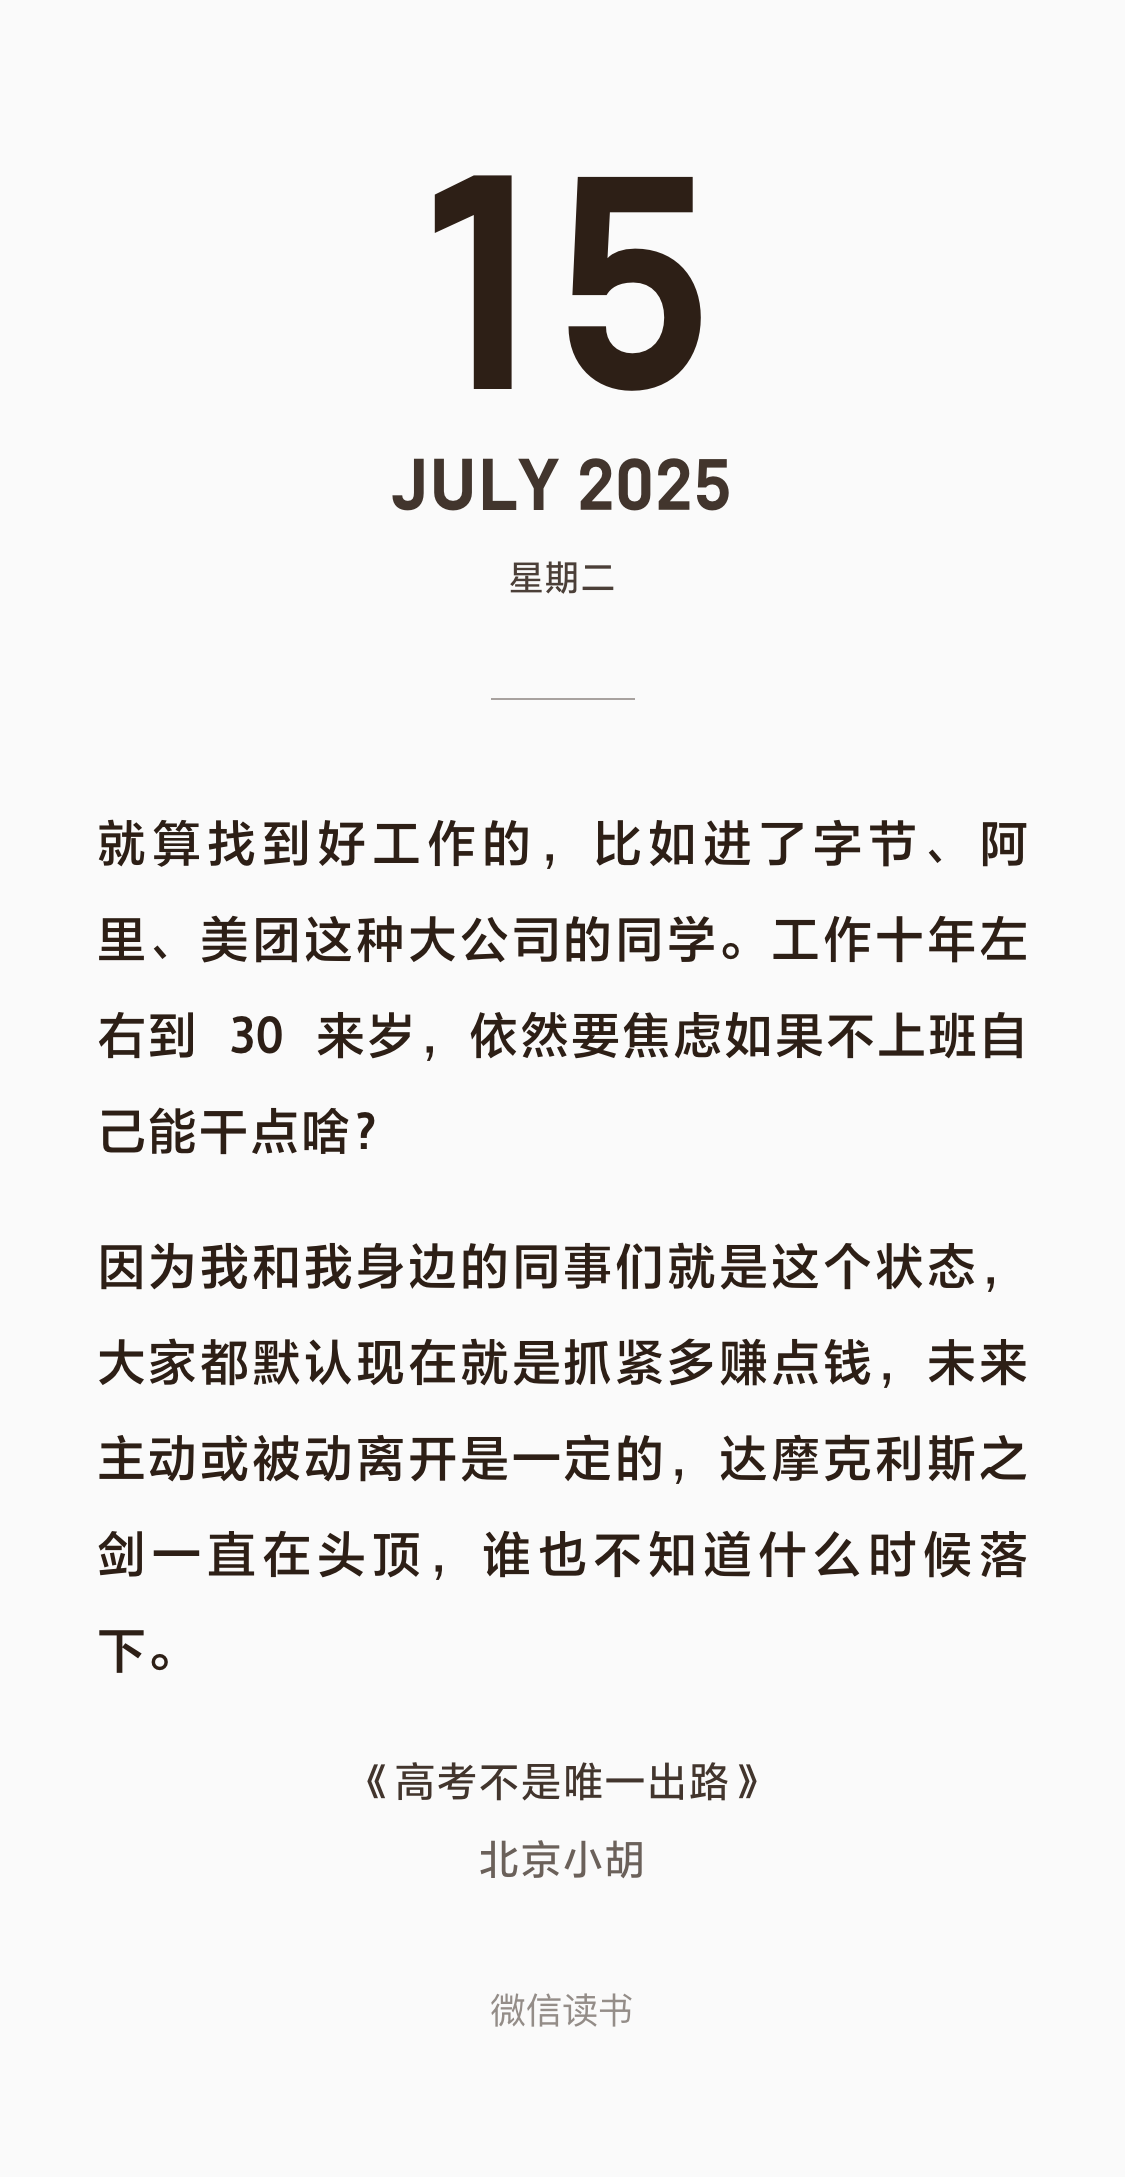 15
JULY 2025
星期二
就算找到好工作的，比如进了字节、阿
里、美团这种大公司的同学。工作十年左
右到 30 来岁，依然要焦虑如果不上班自
己能干点啥？
因为我和我身边的同事们就是这个状态，
大家都默认现在就是抓紧多赚点钱，未来
主动或被动离开是一定的，达摩克利斯之
剑一直在头顶，谁也不知道什么时候落
下。
《高考不是唯一出路》
北京小胡
微信读书